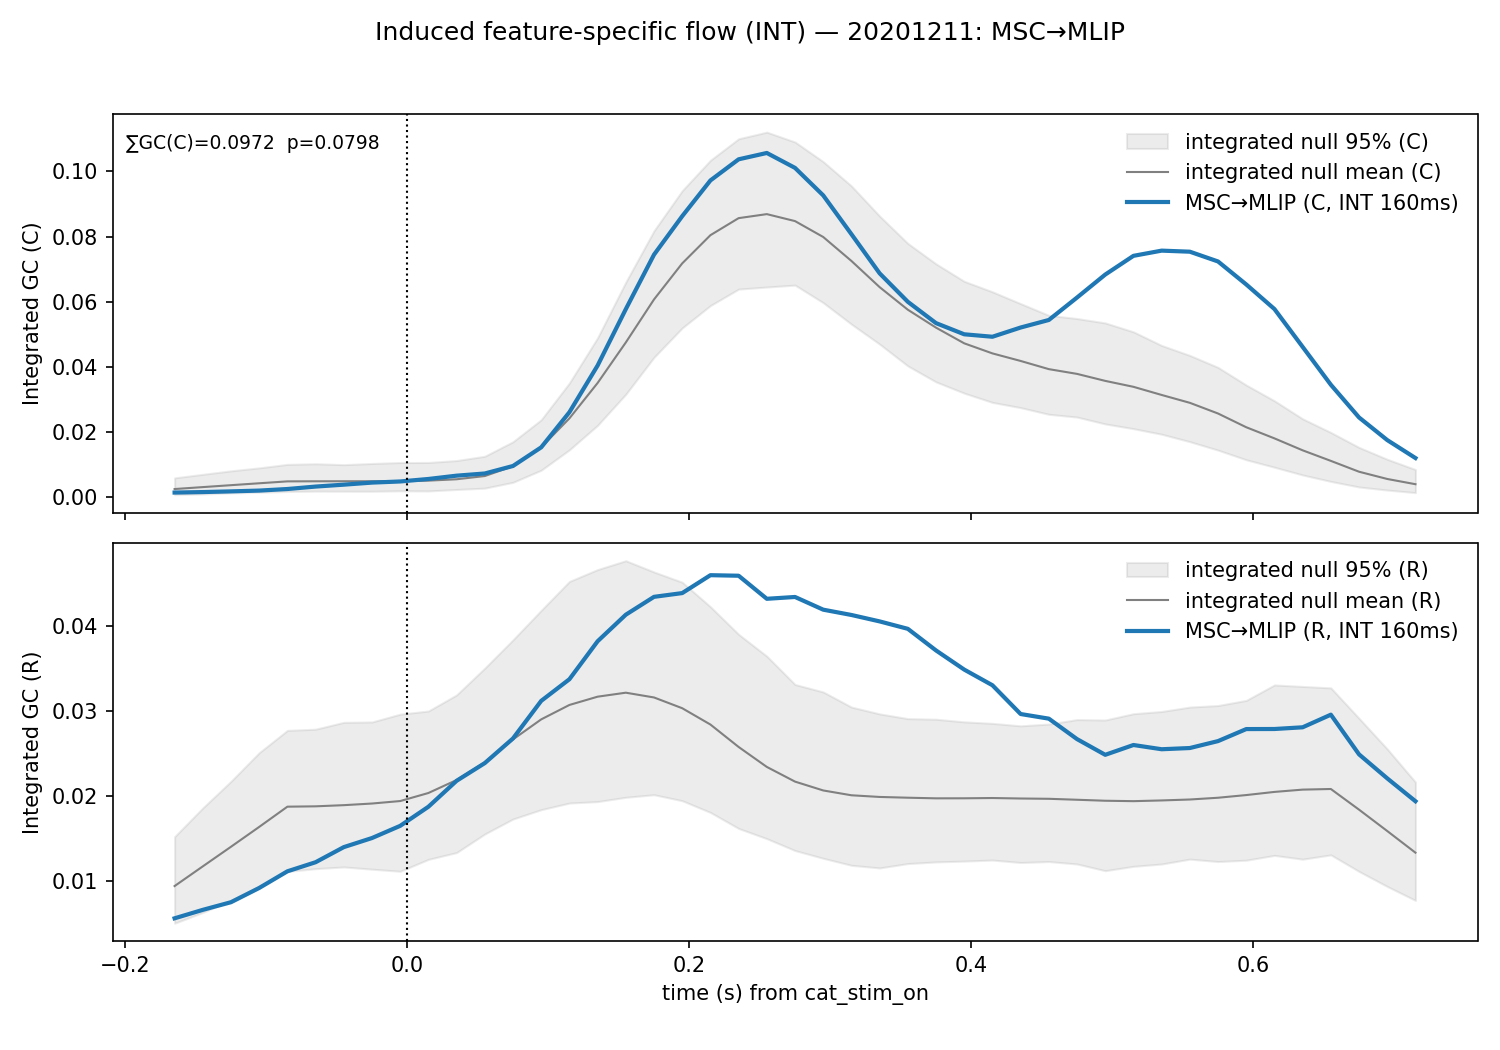 Induced feature-specific flow (INT) — 20201211: MSC→MLIP
∑GC(C)=0.0972  p=0.0798
integrated null 95% (C)
integrated null mean (C)
MSC→MLIP (C, INT 160ms)
Integrated GC (C)
0.10
0.08
0.06
0.04
0.02
0.00
integrated null 95% (R)
integrated null mean (R)
MSC→MLIP (R, INT 160ms)
Integrated GC (R)
0.04
0.03
0.02
0.01
−0.2 0.0 0.2 0.4 0.6
time (s) from cat_stim_on